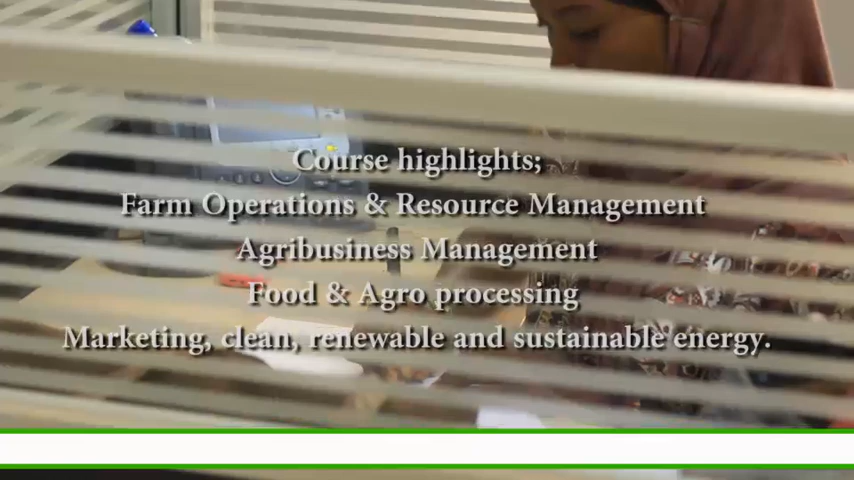 Course highlights;
Farm Operations & Resource Management
Agribusiness Management
Food & Agro processing
Marketing, clean, renewable and sustainable energy.